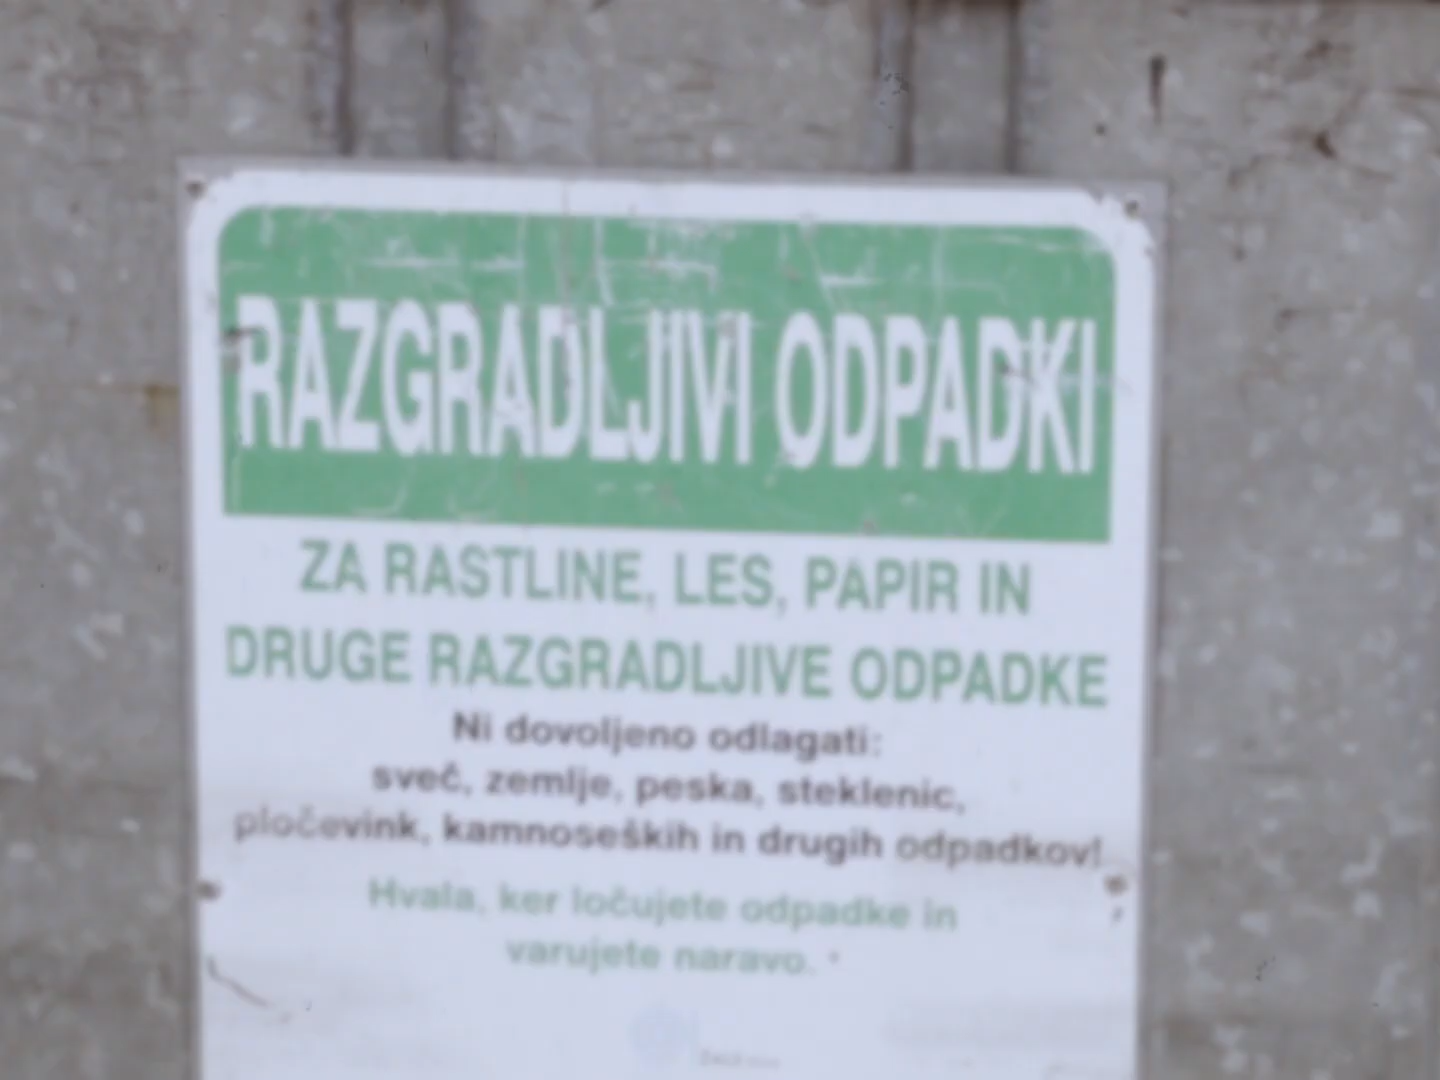 RAZGRADLJIVI ODPADKI
ZA RASTLINE, LES, PAPIR IN
DRUGE RAZGRADLJIVE ODPADKE
Ni dovoljeno odlagati:
sveč, zemlje, peska, steklenic,
pločevink, kamnoseških in drugih odpadkov!
Hvala, ker ločujete odpadke in
varujete naravo.